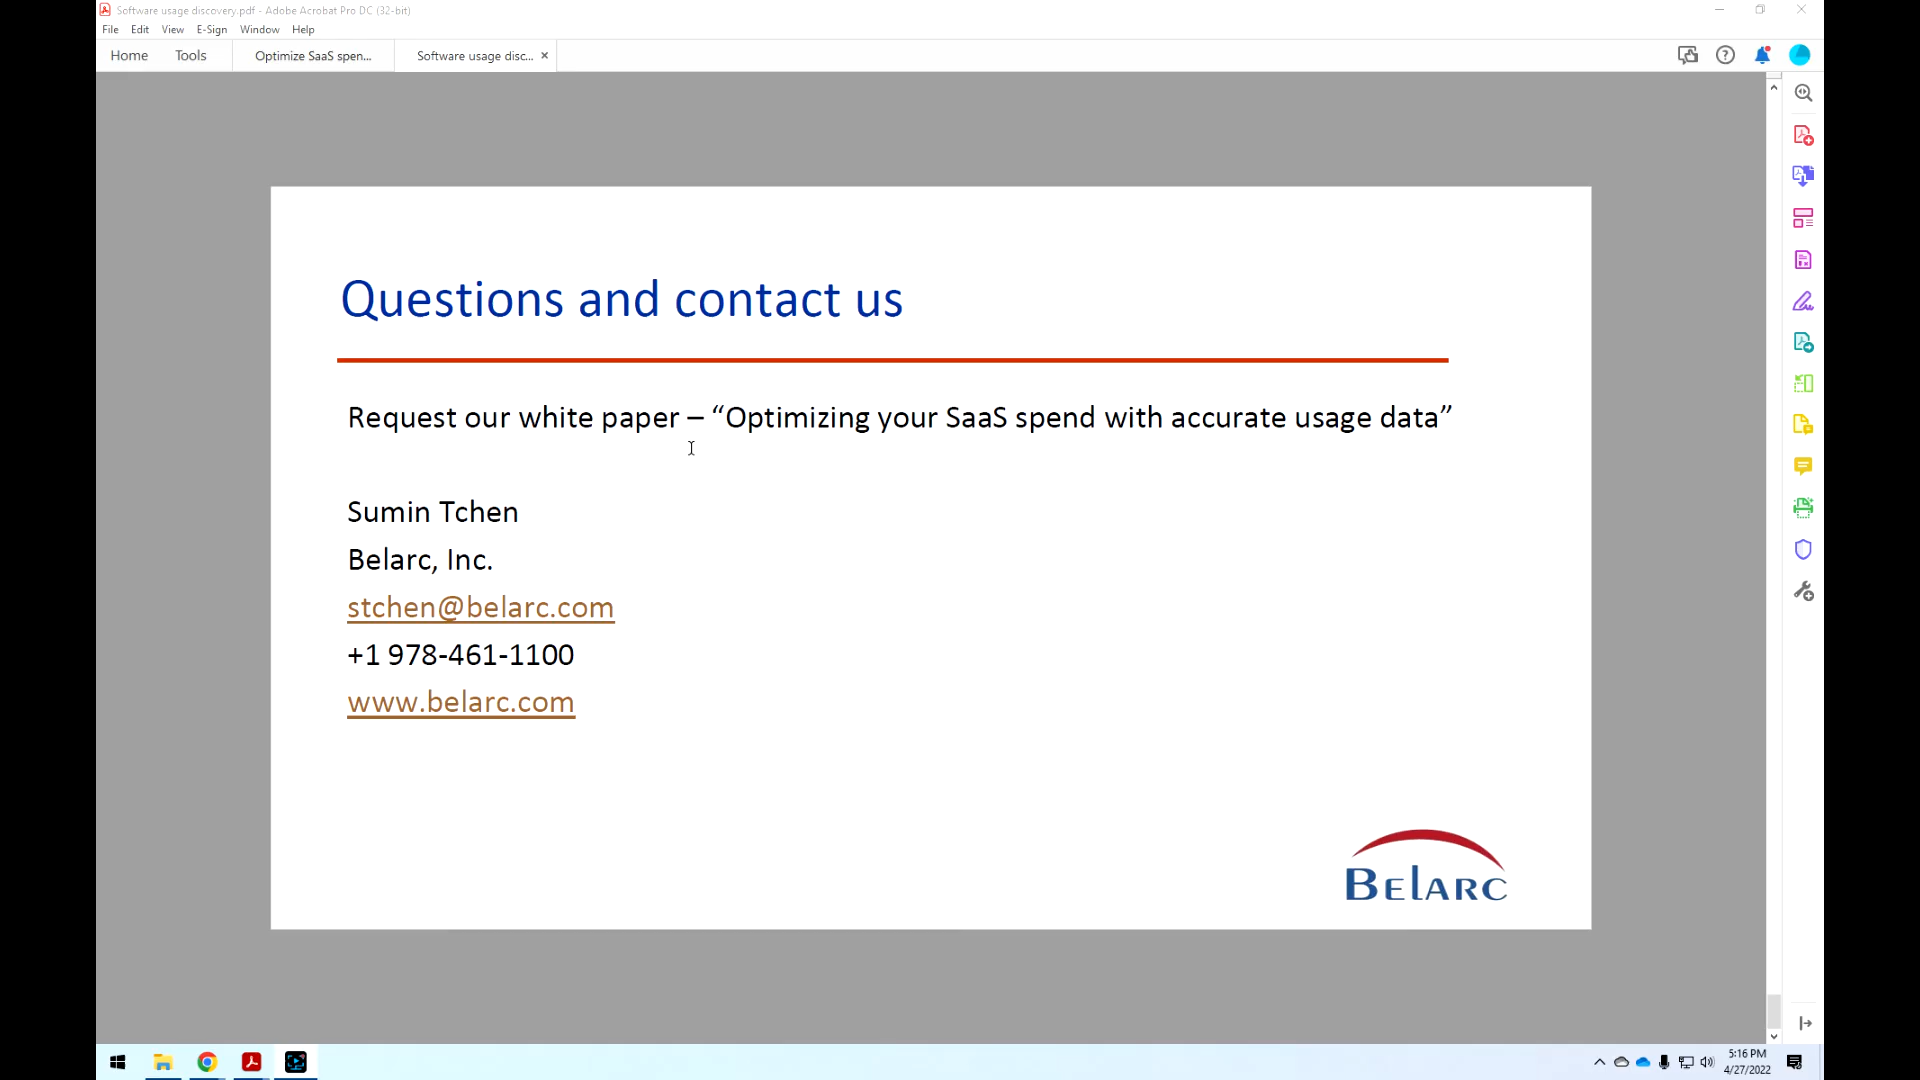 Software usage discovery.pdf - Adobe Acrobat Pro DC (32-bit)
File Edit View E-Sign Window Help
Home Tools Optimize SaaS spen... Software usage disc... ×
Questions and contact us
Request our white paper – “Optimizing your SaaS spend with accurate usage data”
Sumin Tchen
Belarc, Inc.
stchen@belarc.com
+1 978-461-1100
www.belarc.com
BELARC
5:16 PM
4/27/2022